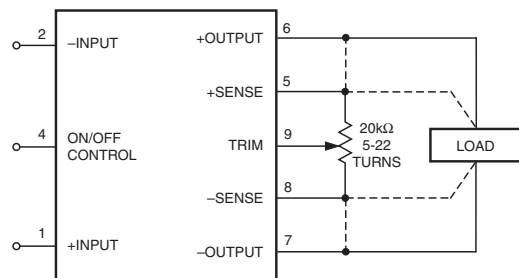 2
–INPUT
4
ON/OFF
CONTROL
1
+INPUT
+OUTPUT
6
+SENSE
5
TRIM
9
20kΩ
5-22
TURNS
LOAD
–SENSE
8
–OUTPUT
7